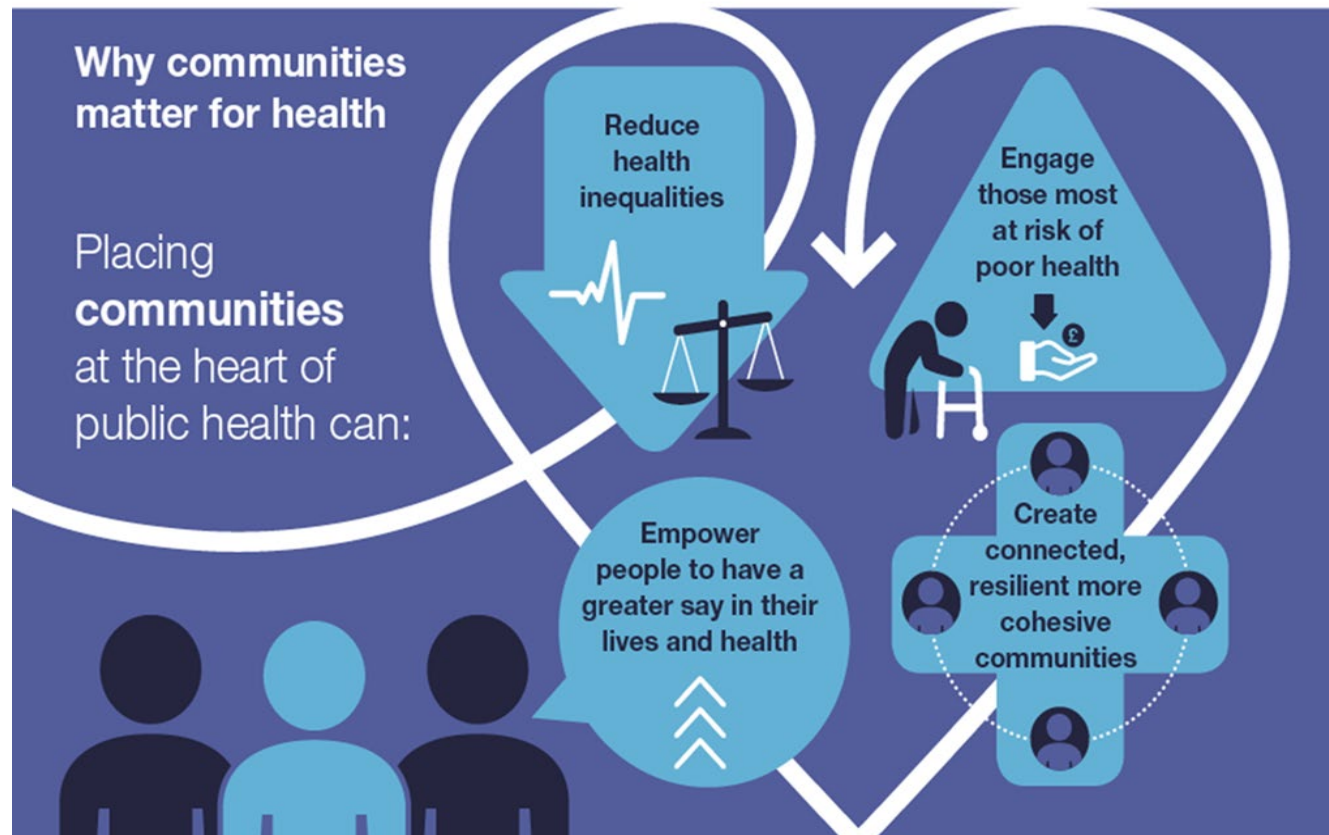 Why communities
matter for health
Placing
communities
at the heart of
public health can:
Reduce
health
inequalities
Engage
those most
at risk of
poor health
£
Empower
people to have a
greater say in their
lives and health
Create
connected,
resilient more
cohesive
communities